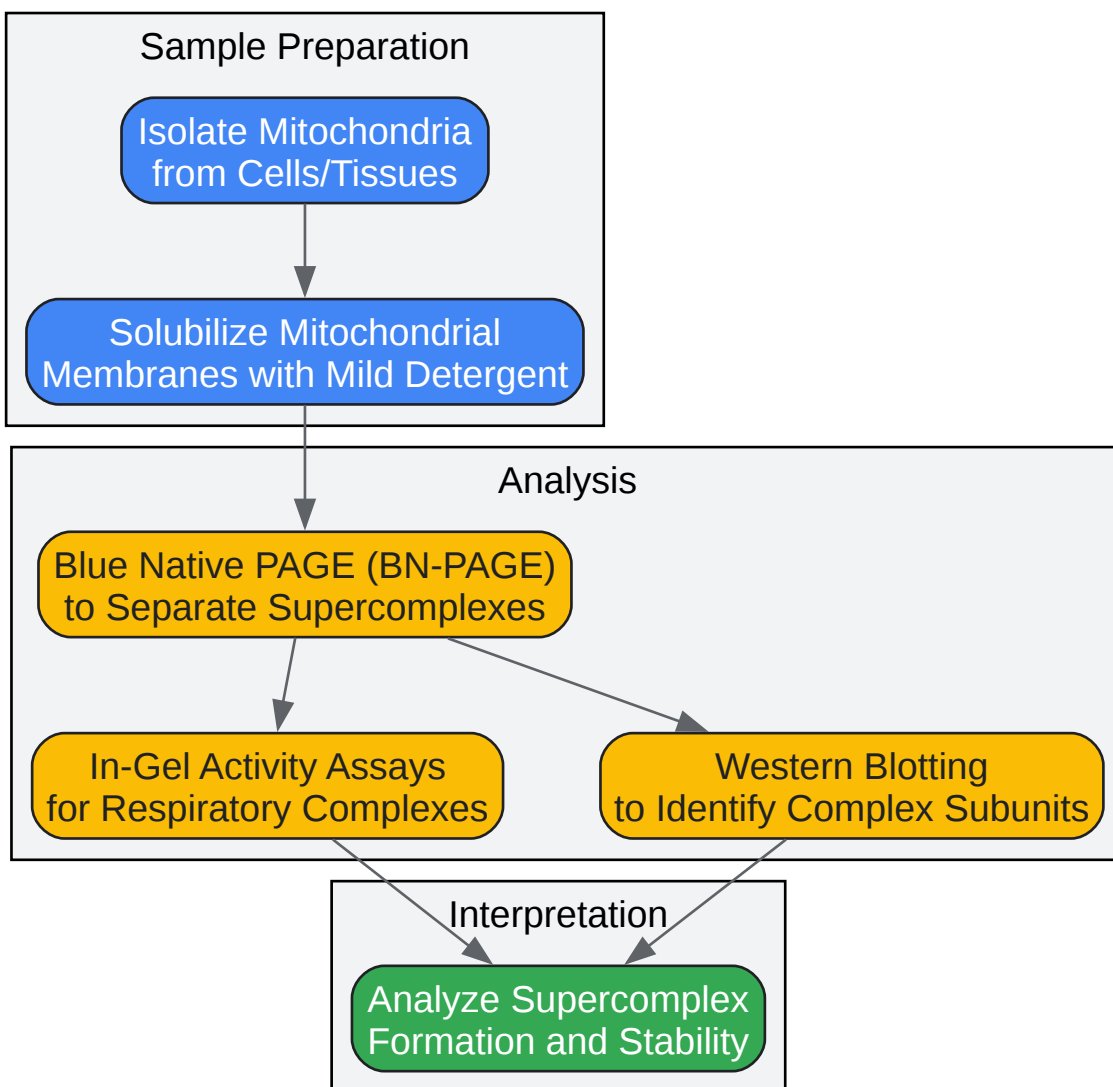 Sample Preparation
Isolate Mitochondria
from Cells/Tissues
Solubilize Mitochondrial
Membranes with Mild Detergent
Analysis
Blue Native PAGE (BN-PAGE)
to Separate Supercomplexes
In-Gel Activity Assays
for Respiratory Complexes
Western Blotting
to Identify Complex Subunits
Interpretation
Analyze Supercomplex
Formation and Stability